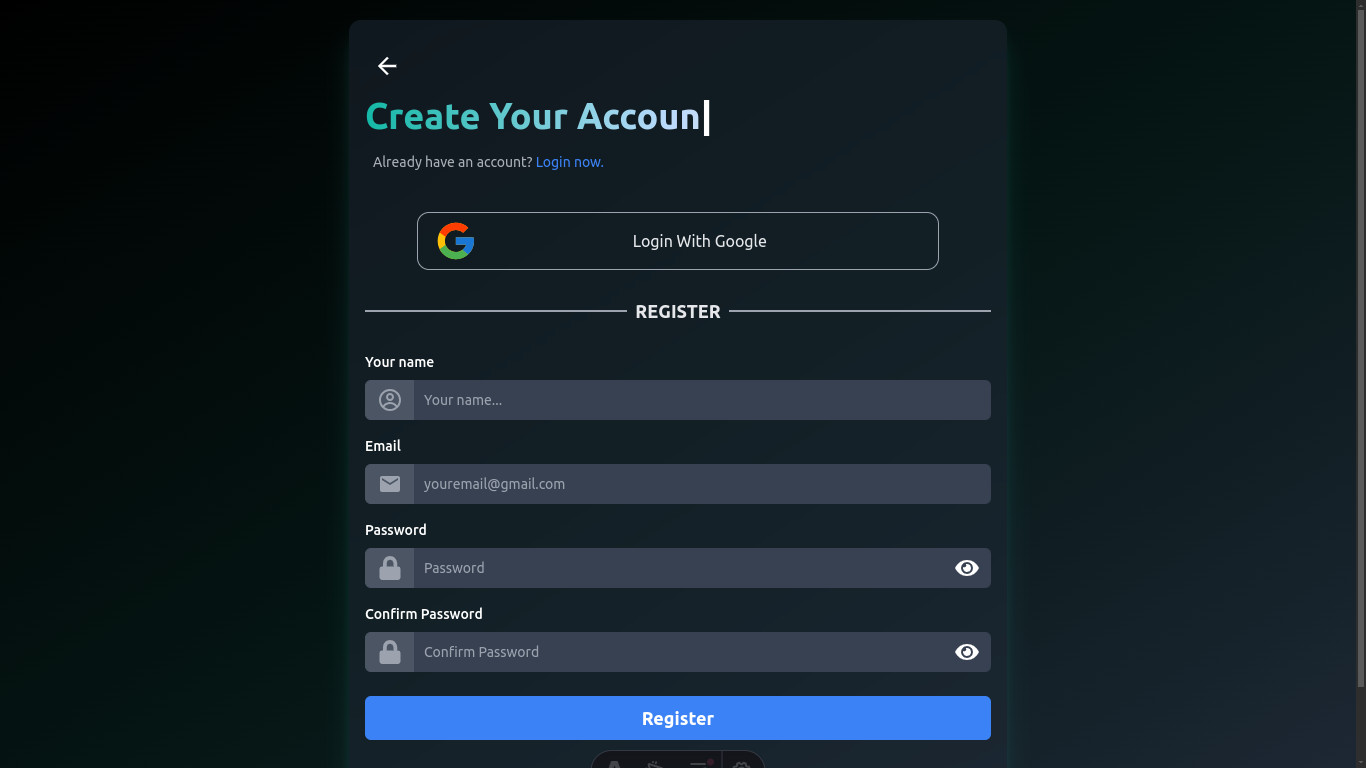 Create Your Accoun
Already have an account? Login now.
Login With Google
REGISTER
Your name
Your name...
Email
youremail@gmail.com
Password
Password
Confirm Password
Confirm Password
Register